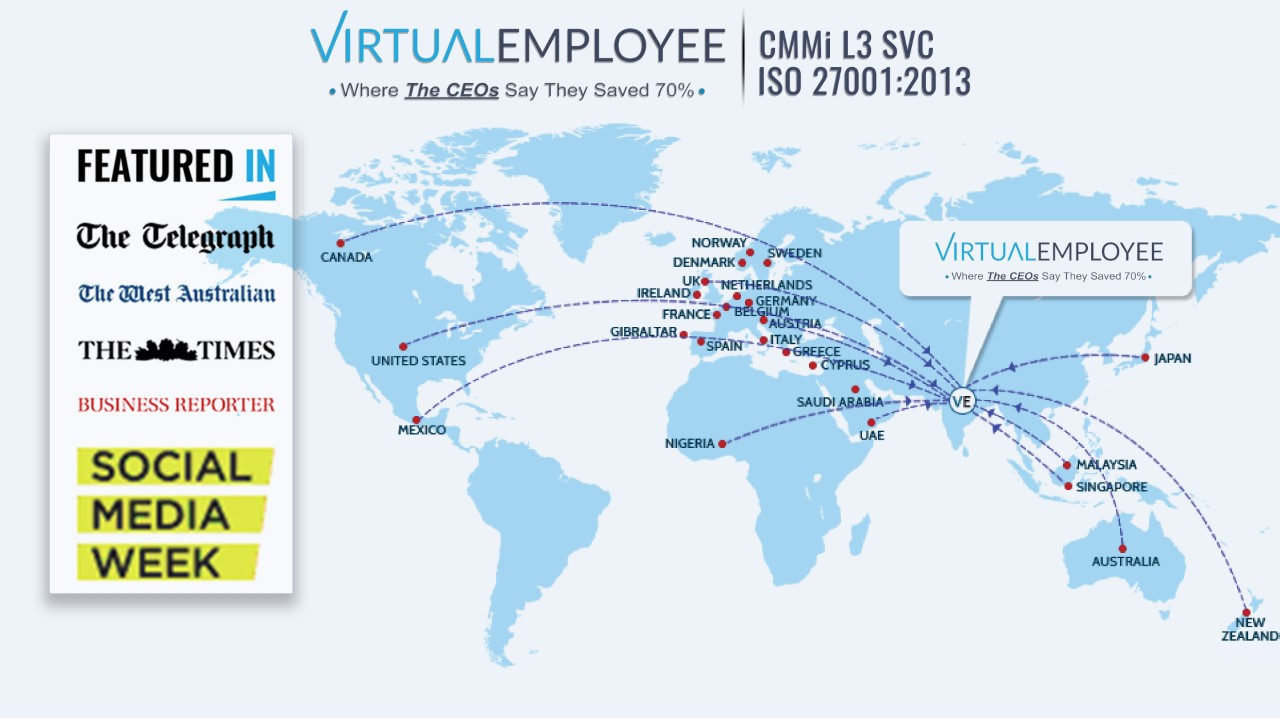 VIRTUALEMPLOYEE
• Where The CEOs Say They Saved 70% •
CMMi L3 SVC
ISO 27001:2013
FEATURED IN
The Telegraph
The West Australian
THE TIMES
BUSINESS REPORTER
SOCIAL
MEDIA
WEEK
VIRTUALEMPLOYEE
• Where The CEOs Say They Saved 70% •
CANADA
UNITED STATES
MEXICO
NORWAY
SWEDEN
DENMARK
UK
NETHERLANDS
IRELAND
GERMANY
FRANCE
BELGIUM
AUSTRIA
GIBRALTAR
ITALY
SPAIN
GREECE
CYPRUS
SAUDI ARABIA
UAE
NIGERIA
VE
JAPAN
MALAYSIA
SINGAPORE
AUSTRALIA
NEW
ZEALAND